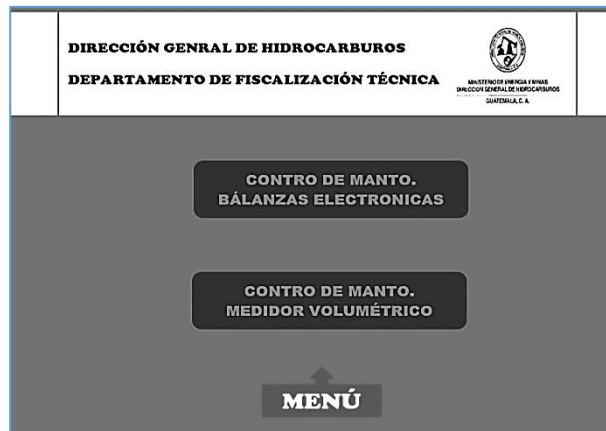 DIRECCIÓN GENRAL DE HIDROCARBUROS
DEPARTAMENTO DE FISCALIZACIÓN TÉCNICA
MINISTERIO DE ENERGIA Y MINAS
DIRECCION GENERAL DE HIDROCARBUROS
GUATEMALA, C. A.
CONTRO DE MANTO.
BÁLANZAS ELECTRONICAS
CONTRO DE MANTO.
MEDIDOR VOLUMÉTRICO
MENÚ